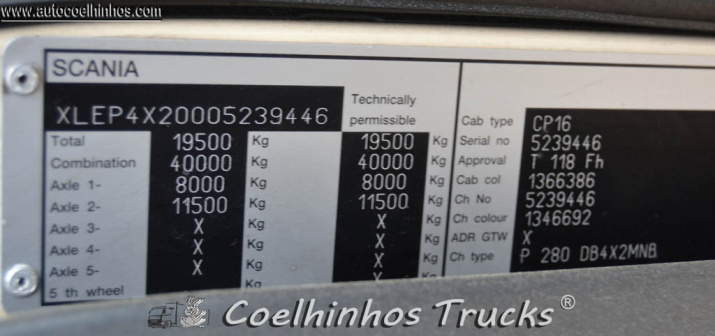 www.autocoelhinhos.com
SCANIA
XLEP4X20005239446
Technically
permissible
Total 19500 Kg 19500 Kg
Combination 40000 Kg 40000 Kg
Axle 1- 8000 Kg 8000 Kg
Axle 2- 11500 Kg 11500 Kg
Axle 3- X Kg X Kg
Axle 4- X Kg X Kg
Axle 5- X Kg X Kg
5 th wheel X Kg X
Cab type CP16
Serial no 5239446
Approval T 118 Fh
Cab col 1366386
Ch No 5239446
Ch colour 1346692
ADR GTW X
Ch type P 280 DB4X2MNB
Coelhinhos Trucks ®